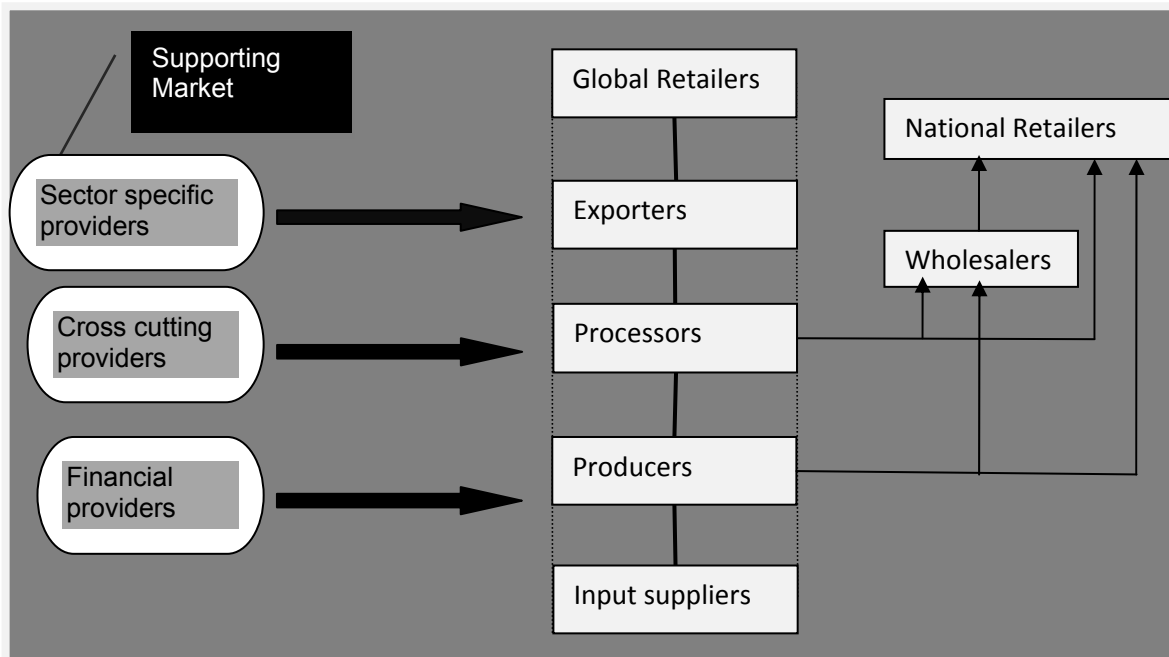 Supporting
Market
Sector specific
providers
Cross cutting
providers
Financial
providers
Global Retailers
Exporters
Processors
Producers
Input suppliers
National Retailers
Wholesalers